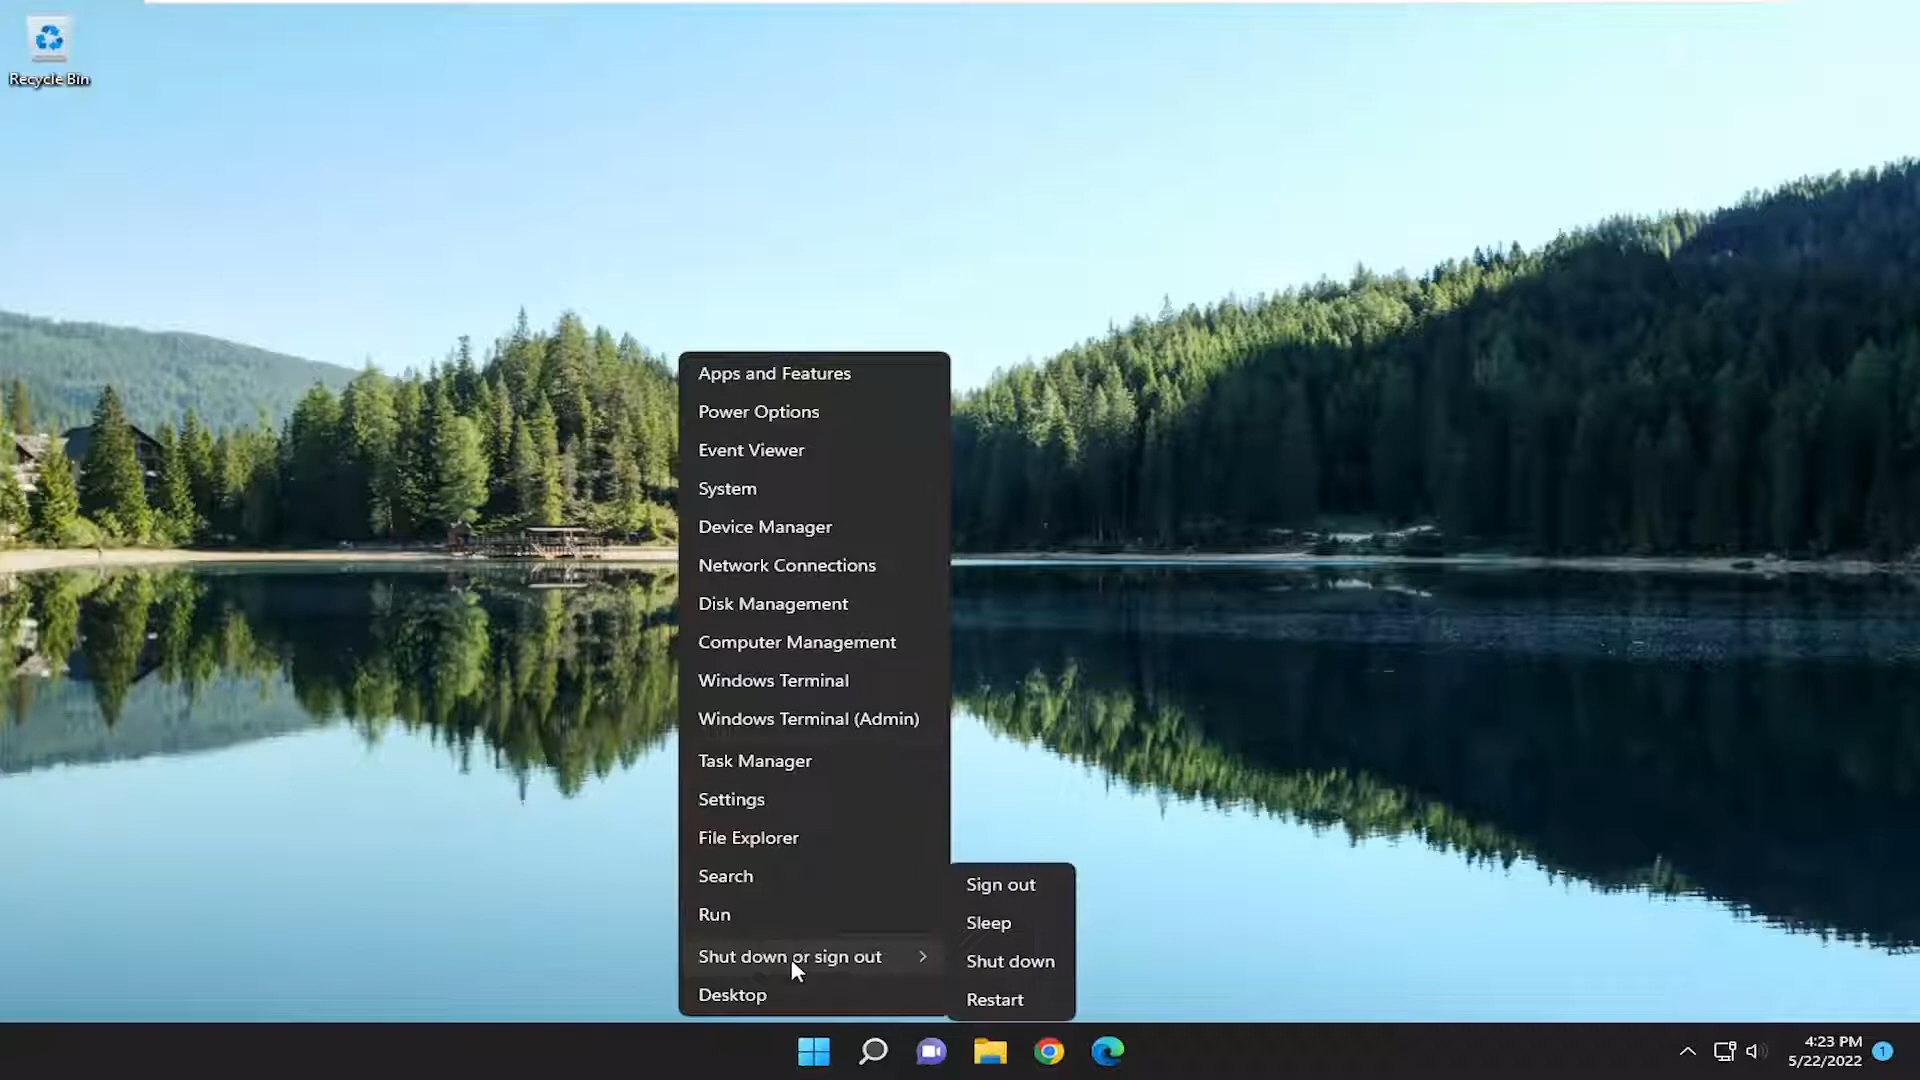 Recycle Bin
Apps and Features
Power Options
Event Viewer
System
Device Manager
Network Connections
Disk Management
Computer Management
Windows Terminal
Windows Terminal (Admin)
Task Manager
Settings
File Explorer
Search
Run
Shut down or sign out
Desktop
Sign out
Sleep
Shut down
Restart
4:23 PM
5/22/2022
1